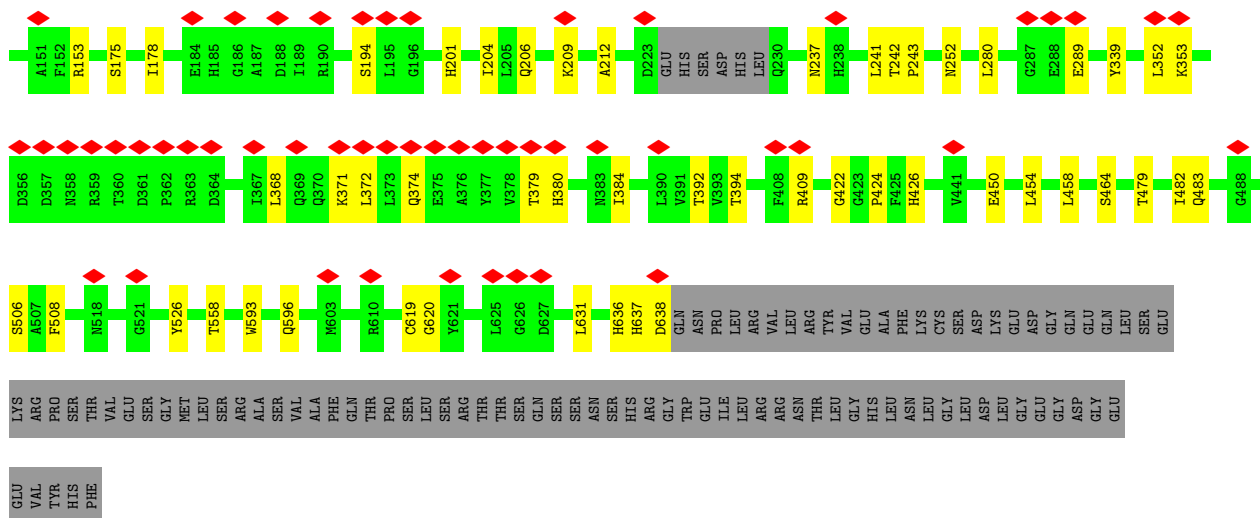 A151 F152 R153 S175 I178 E184 H185 G186 A187 D188 I189 R190 S194 L195 G196 H201 I204 L205 Q206 K209 A212 D223 GLU HIS SER ASP HIS LEU Q230 N237 H238 L241 T242 P243 N252 L280 G287 E288 E289 Y339 L352 K353
D356 D357 N358 R359 T360 D361 P362 R363 D364 I367 L368 Q369 Q370 K371 L372 L373 Q374 E375 A376 Y377 V378 T379 H380 N383 I384 L390 V391 T392 V393 T394 F408 R409 G422 G423 P424 F425 H426 V441 E450 L454 L458 S464 T479 I482 Q483 G488
S506 A507 F508 N518 G521 Y526 T558 W593 Q596 M603 R610 C619 G620 Y621 L625 G626 D627 L631 H636 H637 D638 GLN ASN PRO LEU ARG VAL LEU ARG TYR VAL GLU ALA PHE LYS CYS SER ASP LYS GLU ASP GLY GLN GLU GLN LEU SER GLU
LYS ARG PRO SER THR VAL GLU SER GLY MET LEU SER ARG ALA SER VAL ALA PHE GLN THR PRO SER LEU SER ARG THR THR SER GLN SER SER ASN SER HIS ARG GLY TRP GLU ILE LEU ARG ARG ASN THR LEU GLY HIS LEU ASN LEU GLY LEU ASP LEU GLY GLU GLY ASP GLY GLU
GLU VAL TYR HIS PHE